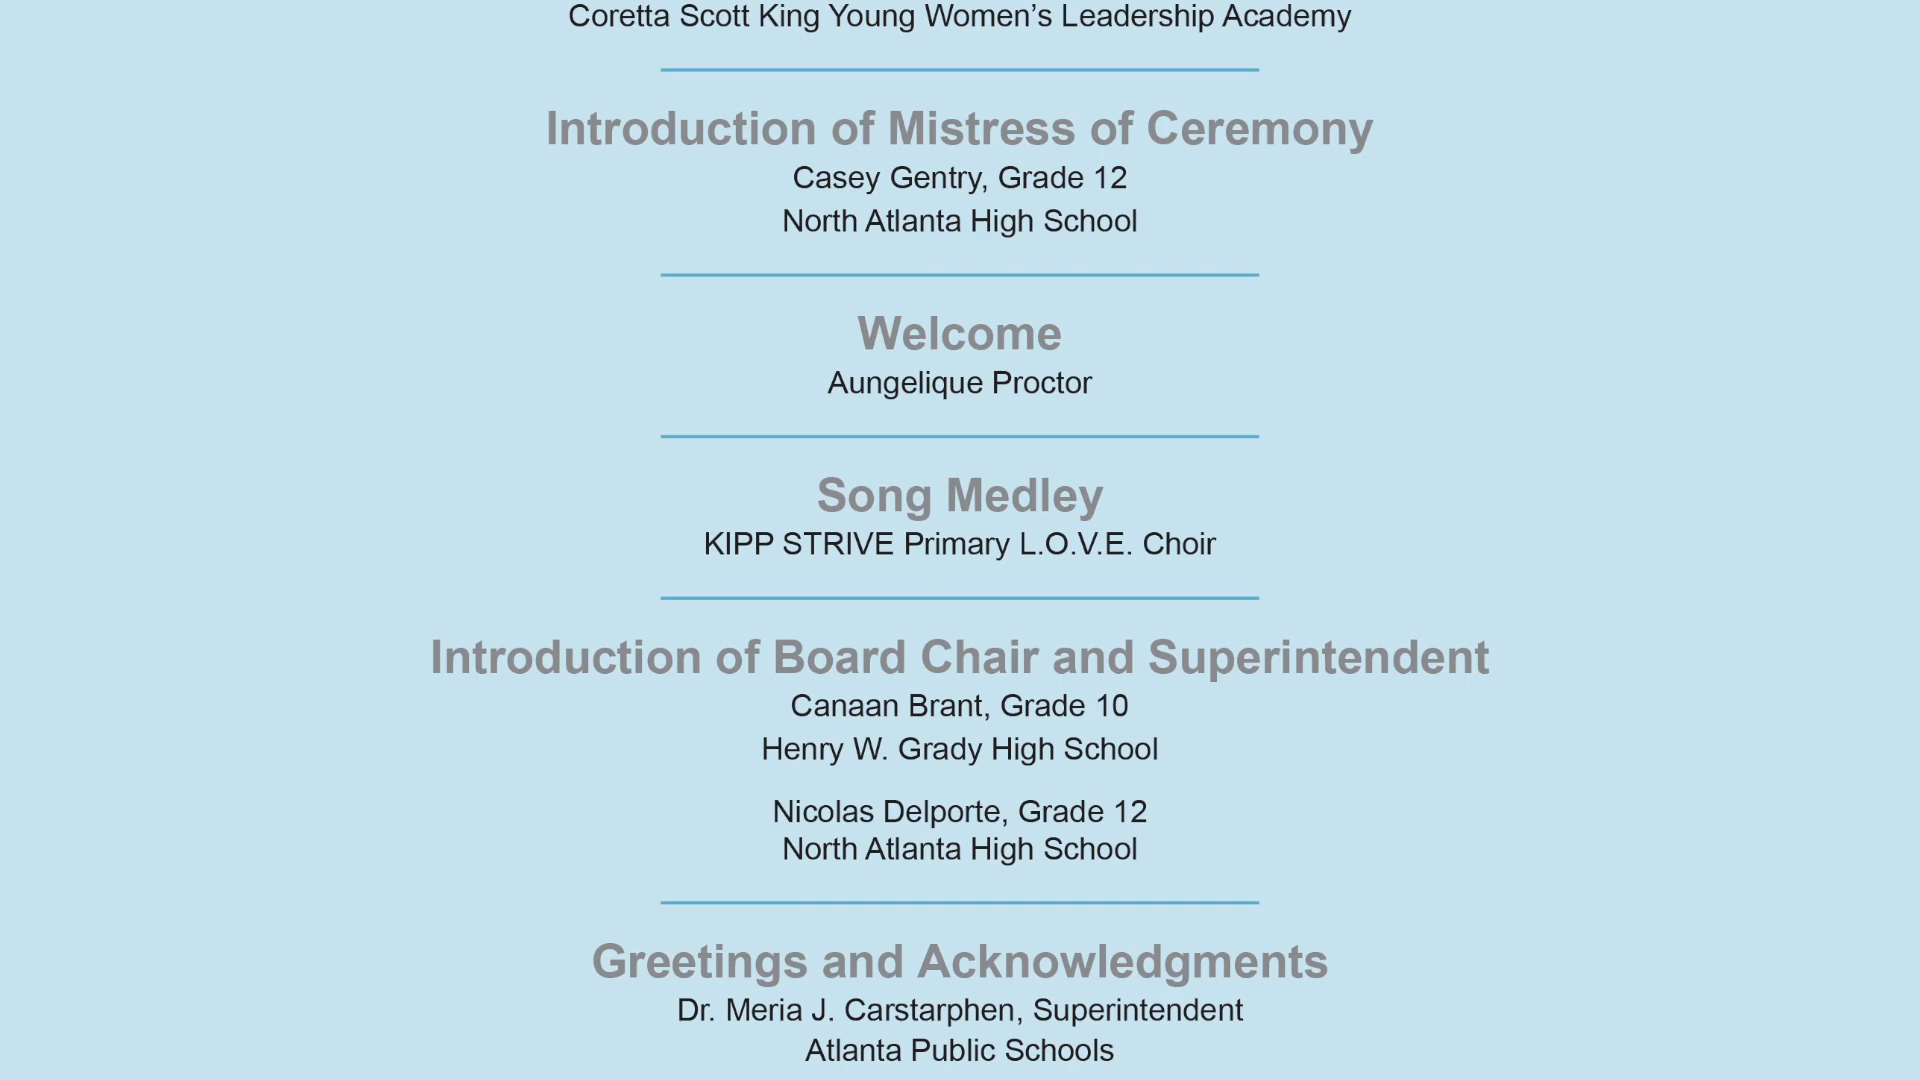 Coretta Scott King Young Women’s Leadership Academy
Introduction of Mistress of Ceremony
Casey Gentry, Grade 12
North Atlanta High School
Welcome
Aungelique Proctor
Song Medley
KIPP STRIVE Primary L.O.V.E. Choir
Introduction of Board Chair and Superintendent
Canaan Brant, Grade 10
Henry W. Grady High School
Nicolas Delporte, Grade 12
North Atlanta High School
Greetings and Acknowledgments
Dr. Meria J. Carstarphen, Superintendent
Atlanta Public Schools